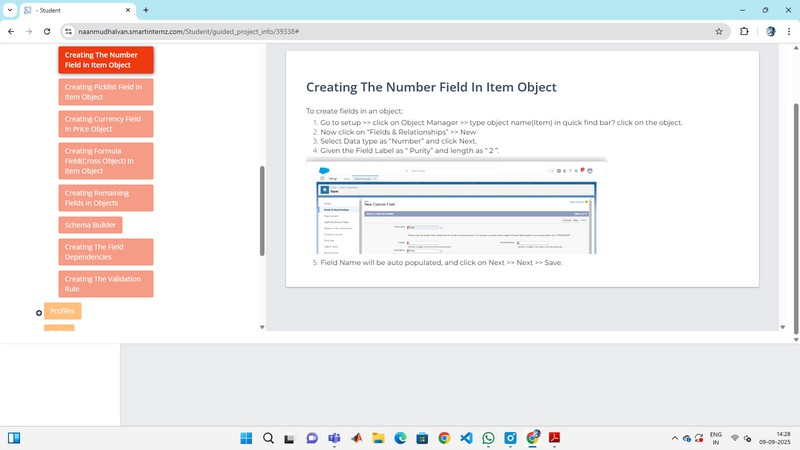 - Student
naanmudhalvan.smartinternz.com/Student/guided_project_info/39338#
Creating The Number
Field In Item Object
Creating Picklist Field In
Item Object
Creating Currency Field
In Price Object
Creating Formula
Field(Cross Object) In
Item Object
Creating Remaining
Fields In Objects
Schema Builder
Creating The Field
Dependencies
Creating The Validation
Rule
Profiles
Creating The Number Field In Item Object
To create fields in an object:
1. Go to setup >> click on Object Manager >> type object name(Item) in quick find bar? click on the object.
2. Now click on “Fields & Relationships” >> New
3. Select Data type as “Number” and click Next.
4. Given the Field Label as “ Purity” and length as “ 2 ”.
Item
New Custom Field
5. Field Name will be auto populated, and click on Next >> Next >> Save.
ENG
IN
14:28
09-09-2025